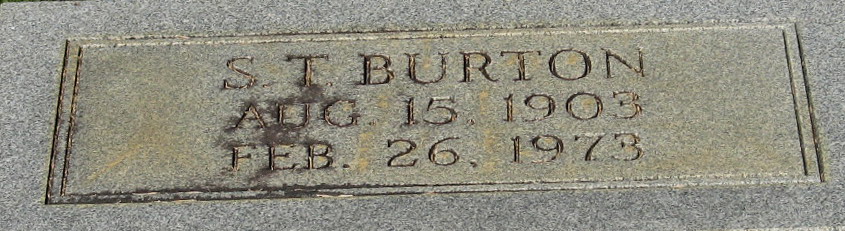 S. T. BURTON
AUG. 15, 1903
FEB. 26, 1973